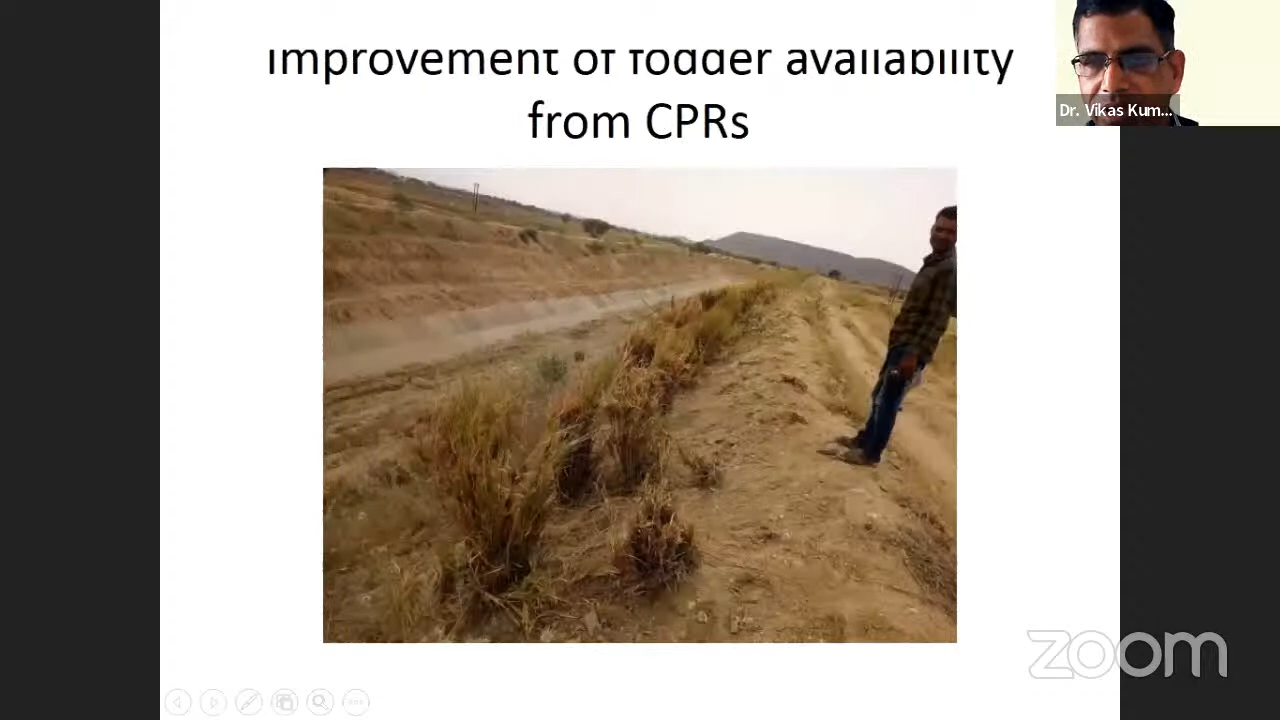 Improvement of fodder availability
from CPRs
Dr. Vikas Kum...
zoom